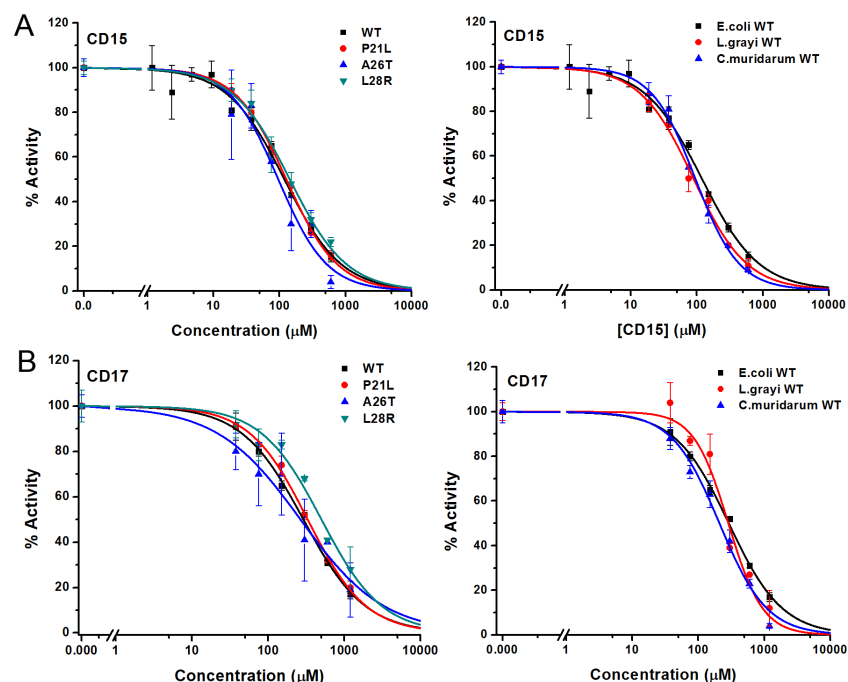 A
CD15
WT
P21L
A26T
L28R
% Activity
120
100
80
60
40
20
0
0.0
1
10
100
1000
10000
Concentration (µM)
CD15
E.coli WT
L.grayi WT
C.muridarum WT
% Activity
120
100
80
60
40
20
0
0.0
1
10
100
1000
10000
[CD15] (µM)
B
CD17
WT
P21L
A26T
L28R
% Activity
120
100
80
60
40
20
0
0.000
1
10
100
1000
10000
Concentration (µM)
CD17
E.coli WT
L.grayi WT
C.muridarum WT
% Activity
120
100
80
60
40
20
0
0.000
1
10
100
1000
10000
Concentration (µM)